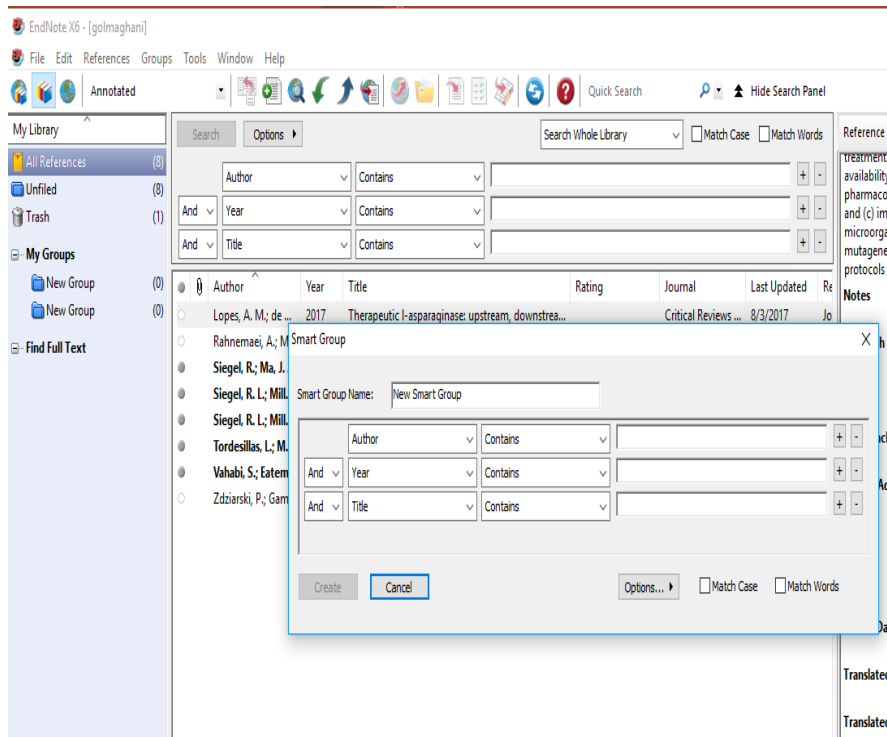 EndNote X6 - [golmaghani]
File Edit References Groups Tools Window Help
Annotated Quick Search Hide Search Panel
My Library
All References (8)
Unfiled (8)
Trash (1)
My Groups
New Group (0)
New Group (0)
Find Full Text
Search Options Search Whole Library Match Case Match Words
Author Contains + -
And Year Contains + -
And Title Contains + -
Author Year Title Rating Journal Last Updated Re
Lopes, A. M.; de ... 2017 Therapeutic l-asparaginase: upstream, downstrea... Critical Reviews ... 8/3/2017 Jo
Rahnemaei, A.; M
Siegel, R.; Ma, J.
Siegel, R. L.; Mill.
Siegel, R. L.; Mill.
Tordesillas, L.; M.
Vahabi, S.; Eatem
Zdziarski, P.; Gam
Smart Group X
Smart Group Name: New Smart Group
Author Contains + -
And Year Contains + -
And Title Contains + -
Create Cancel Options... Match Case Match Words
Reference
treatment
availability
pharmaco
and (c) im
microorga
mutagene
protocols
Notes
Translated
Translated